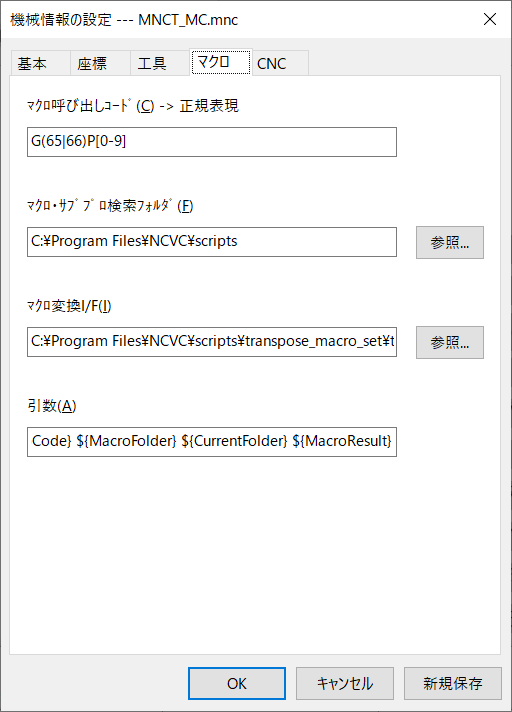 機械情報の設定 --- MNCT_MC.mnc
基本 座標 工具 マクロ CNC
ﾏｸﾛ呼び出しｺｰﾄﾞ(C) -> 正規表現
G(65|66)P[0-9]
ﾏｸﾛ･ｻﾌﾞﾌﾟﾛ検索ﾌｫﾙﾀﾞ(F)
C:¥Program Files¥NCVC¥scripts 参照...
ﾏｸﾛ変換I/F(I)
C:¥Program Files¥NCVC¥scripts¥transpose_macro_set¥t 参照...
引数(A)
Code} ${MacroFolder} ${CurrentFolder} ${MacroResult}
OK キャンセル 新規保存